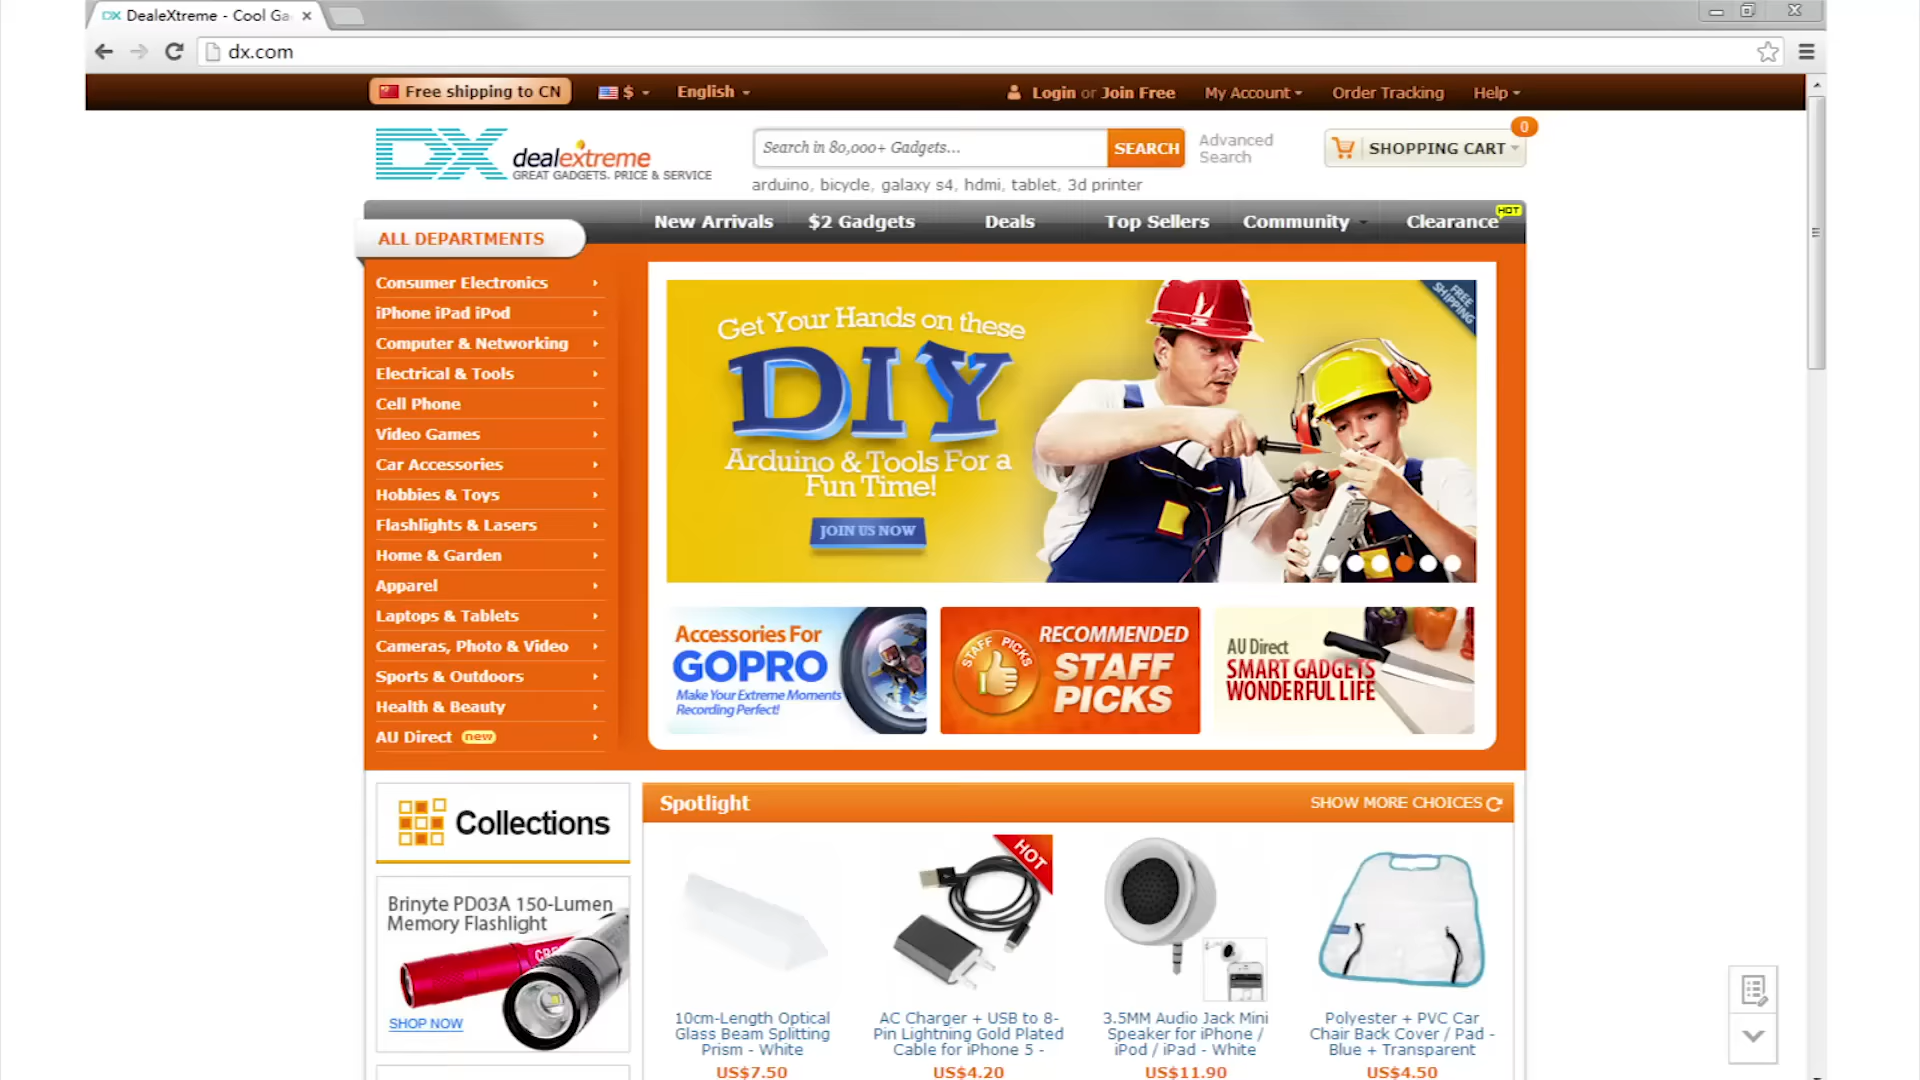 DX DealeXtreme - Cool Ga
dx.com
Free shipping to CN
$
English
Login or Join Free
My Account
Order Tracking
Help
DX dealextreme
GREAT GADGETS. PRICE & SERVICE
Search in 80,000+ Gadgets...
SEARCH
Advanced
Search
0
SHOPPING CART
arduino, bicycle, galaxy s4, hdmi, tablet, 3d printer
ALL DEPARTMENTS
New Arrivals
$2 Gadgets
Deals
Top Sellers
Community
Clearance
HOT
Consumer Electronics
iPhone iPad iPod
Computer & Networking
Electrical & Tools
Cell Phone
Video Games
Car Accessories
Hobbies & Toys
Flashlights & Lasers
Home & Garden
Apparel
Laptops & Tablets
Cameras, Photo & Video
Sports & Outdoors
Health & Beauty
AU Direct new
Get Your Hands on these
DIY
Arduino & Tools For a
Fun Time!
JOIN US NOW
FREE
SHIPPING
Accessories For
GOPRO
Make Your Extreme Moments
Recording Perfect!
STAFF PICKS
RECOMMENDED
STAFF
PICKS
AU Direct
SMART GADGETS
WONDERFUL LIFE
Collections
Brinyte PD03A 150-Lumen
Memory Flashlight
SHOP NOW
Spotlight
SHOW MORE CHOICES
HOT
10cm-Length Optical
Glass Beam Splitting
Prism - White
US$7.50
AC Charger + USB to 8-
Pin Lightning Gold Plated
Cable for iPhone 5 -
US$4.20
3.5MM Audio Jack Mini
Speaker for iPhone /
iPod / iPad - White
US$11.90
Polyester + PVC Car
Chair Back Cover / Pad -
Blue + Transparent
US$4.50